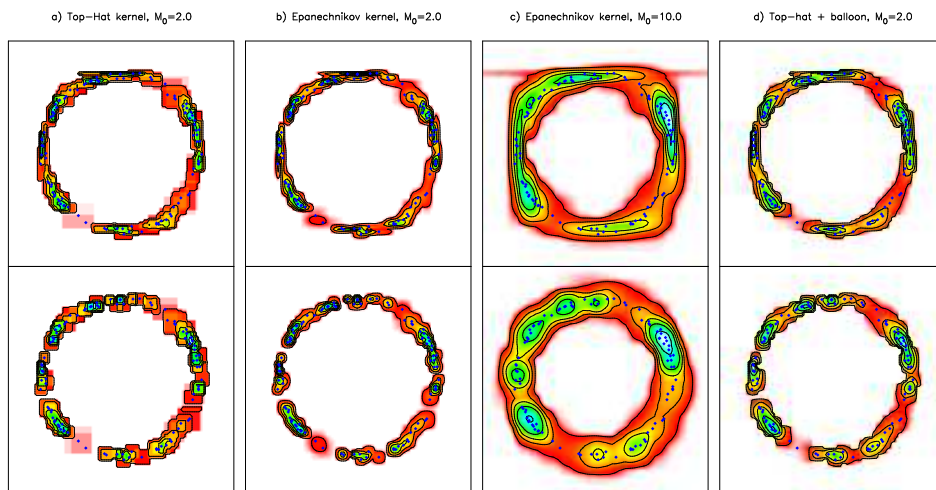 a) Top-Hat kernel, M₀=2.0
b) Epanechnikov kernel, M₀=2.0
c) Epanechnikov kernel, M₀=10.0
d) Top-hat + balloon, M₀=2.0